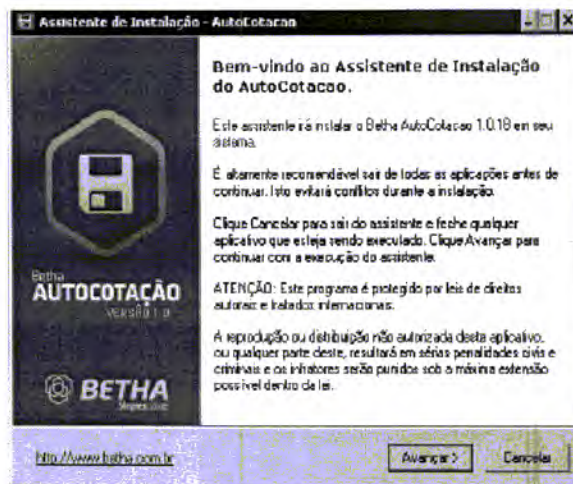 Assistente de Instalação - AutoCotacao
Bem-vindo ao Assistente de Instalação
do AutoCotacao.
Este assistente irá instalar o Betha AutoCotacao 1.0.18 em seu
sistema.
É altamente recomendável sair de todas as aplicações antes de
continuar. Isto evitará conflitos durante a instalação.
Clique Cancelar para sair do assistente e feche qualquer
aplicativo que esteja sendo executado. Clique Avançar para
continuar com a execução do assistente.
ATENÇÃO: Este programa é protegido por leis de direitos
autorais e tratados internacionais.
A reprodução ou distribuição não autorizada deste aplicativo,
ou qualquer parte deste, resultará em sérias penalidades civis e
criminais e os infratores serão punidos sob a máxima extensão
possível dentro da lei.
Betha
AUTOCOTAÇÃO
VERSÃO 1.0
BETHA
http://www.betha.com.br
Avançar >
Cancelar